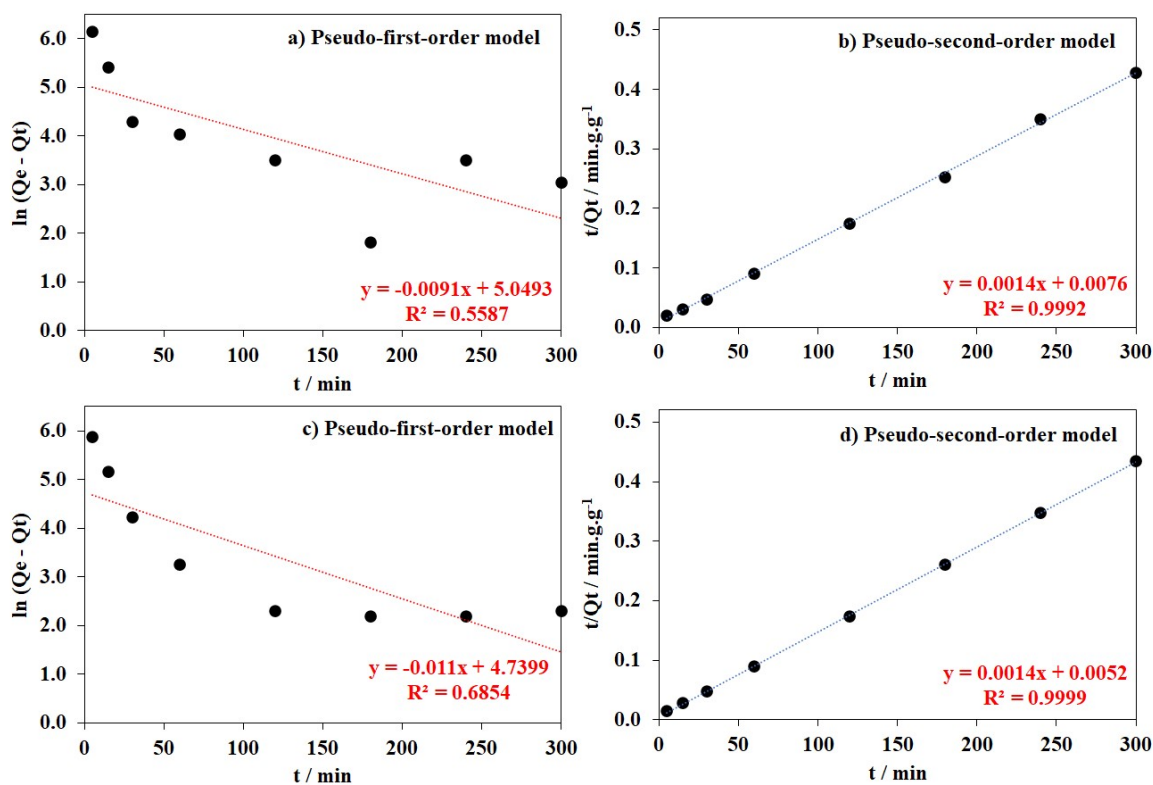 a) Pseudo-first-order model
ln (Qe - Qt)
6.0
5.0
4.0
3.0
2.0
1.0
0.0
y = -0.0091x + 5.0493
R² = 0.5587
0 50 100 150 200 250 300
t / min
b) Pseudo-second-order model
t/Qt / min.g.g⁻¹
0.5
0.4
0.3
0.2
0.1
0.0
y = 0.0014x + 0.0076
R² = 0.9992
0 50 100 150 200 250 300
t / min
c) Pseudo-first-order model
ln (Qe - Qt)
6.0
5.0
4.0
3.0
2.0
1.0
0.0
y = -0.011x + 4.7399
R² = 0.6854
0 50 100 150 200 250 300
t / min
d) Pseudo-second-order model
t/Qt / min.g.g⁻¹
0.5
0.4
0.3
0.2
0.1
0.0
y = 0.0014x + 0.0052
R² = 0.9999
0 50 100 150 200 250 300
t / min